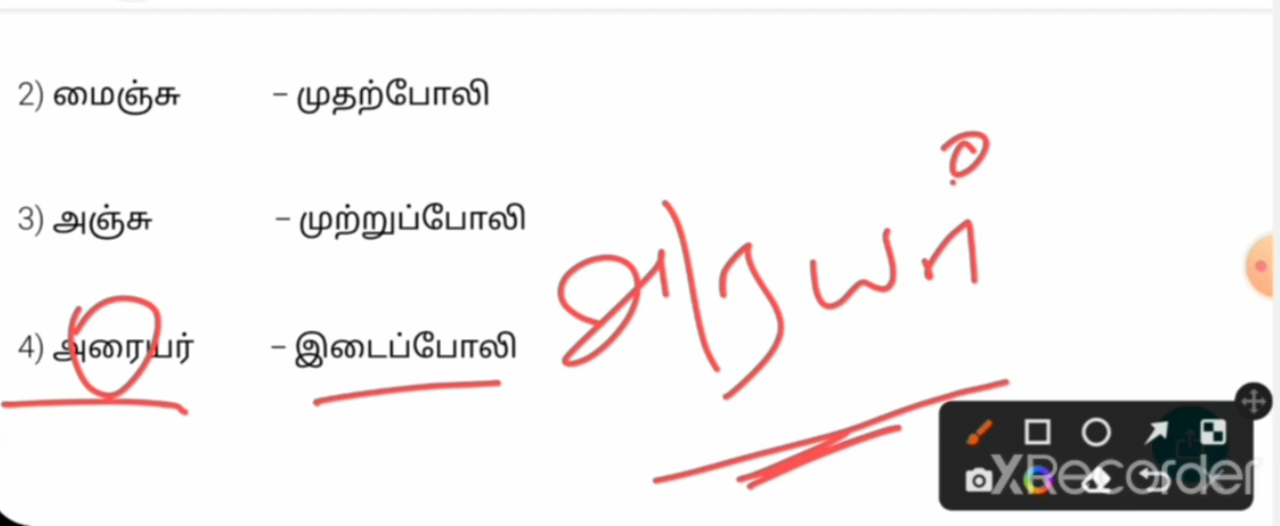 2) மைஞ்சு – முதற்போலி
3) அஞ்சு – முற்றுப்போலி
அரயர்
4) அரையர் – இடைப்போலி
XRecorder